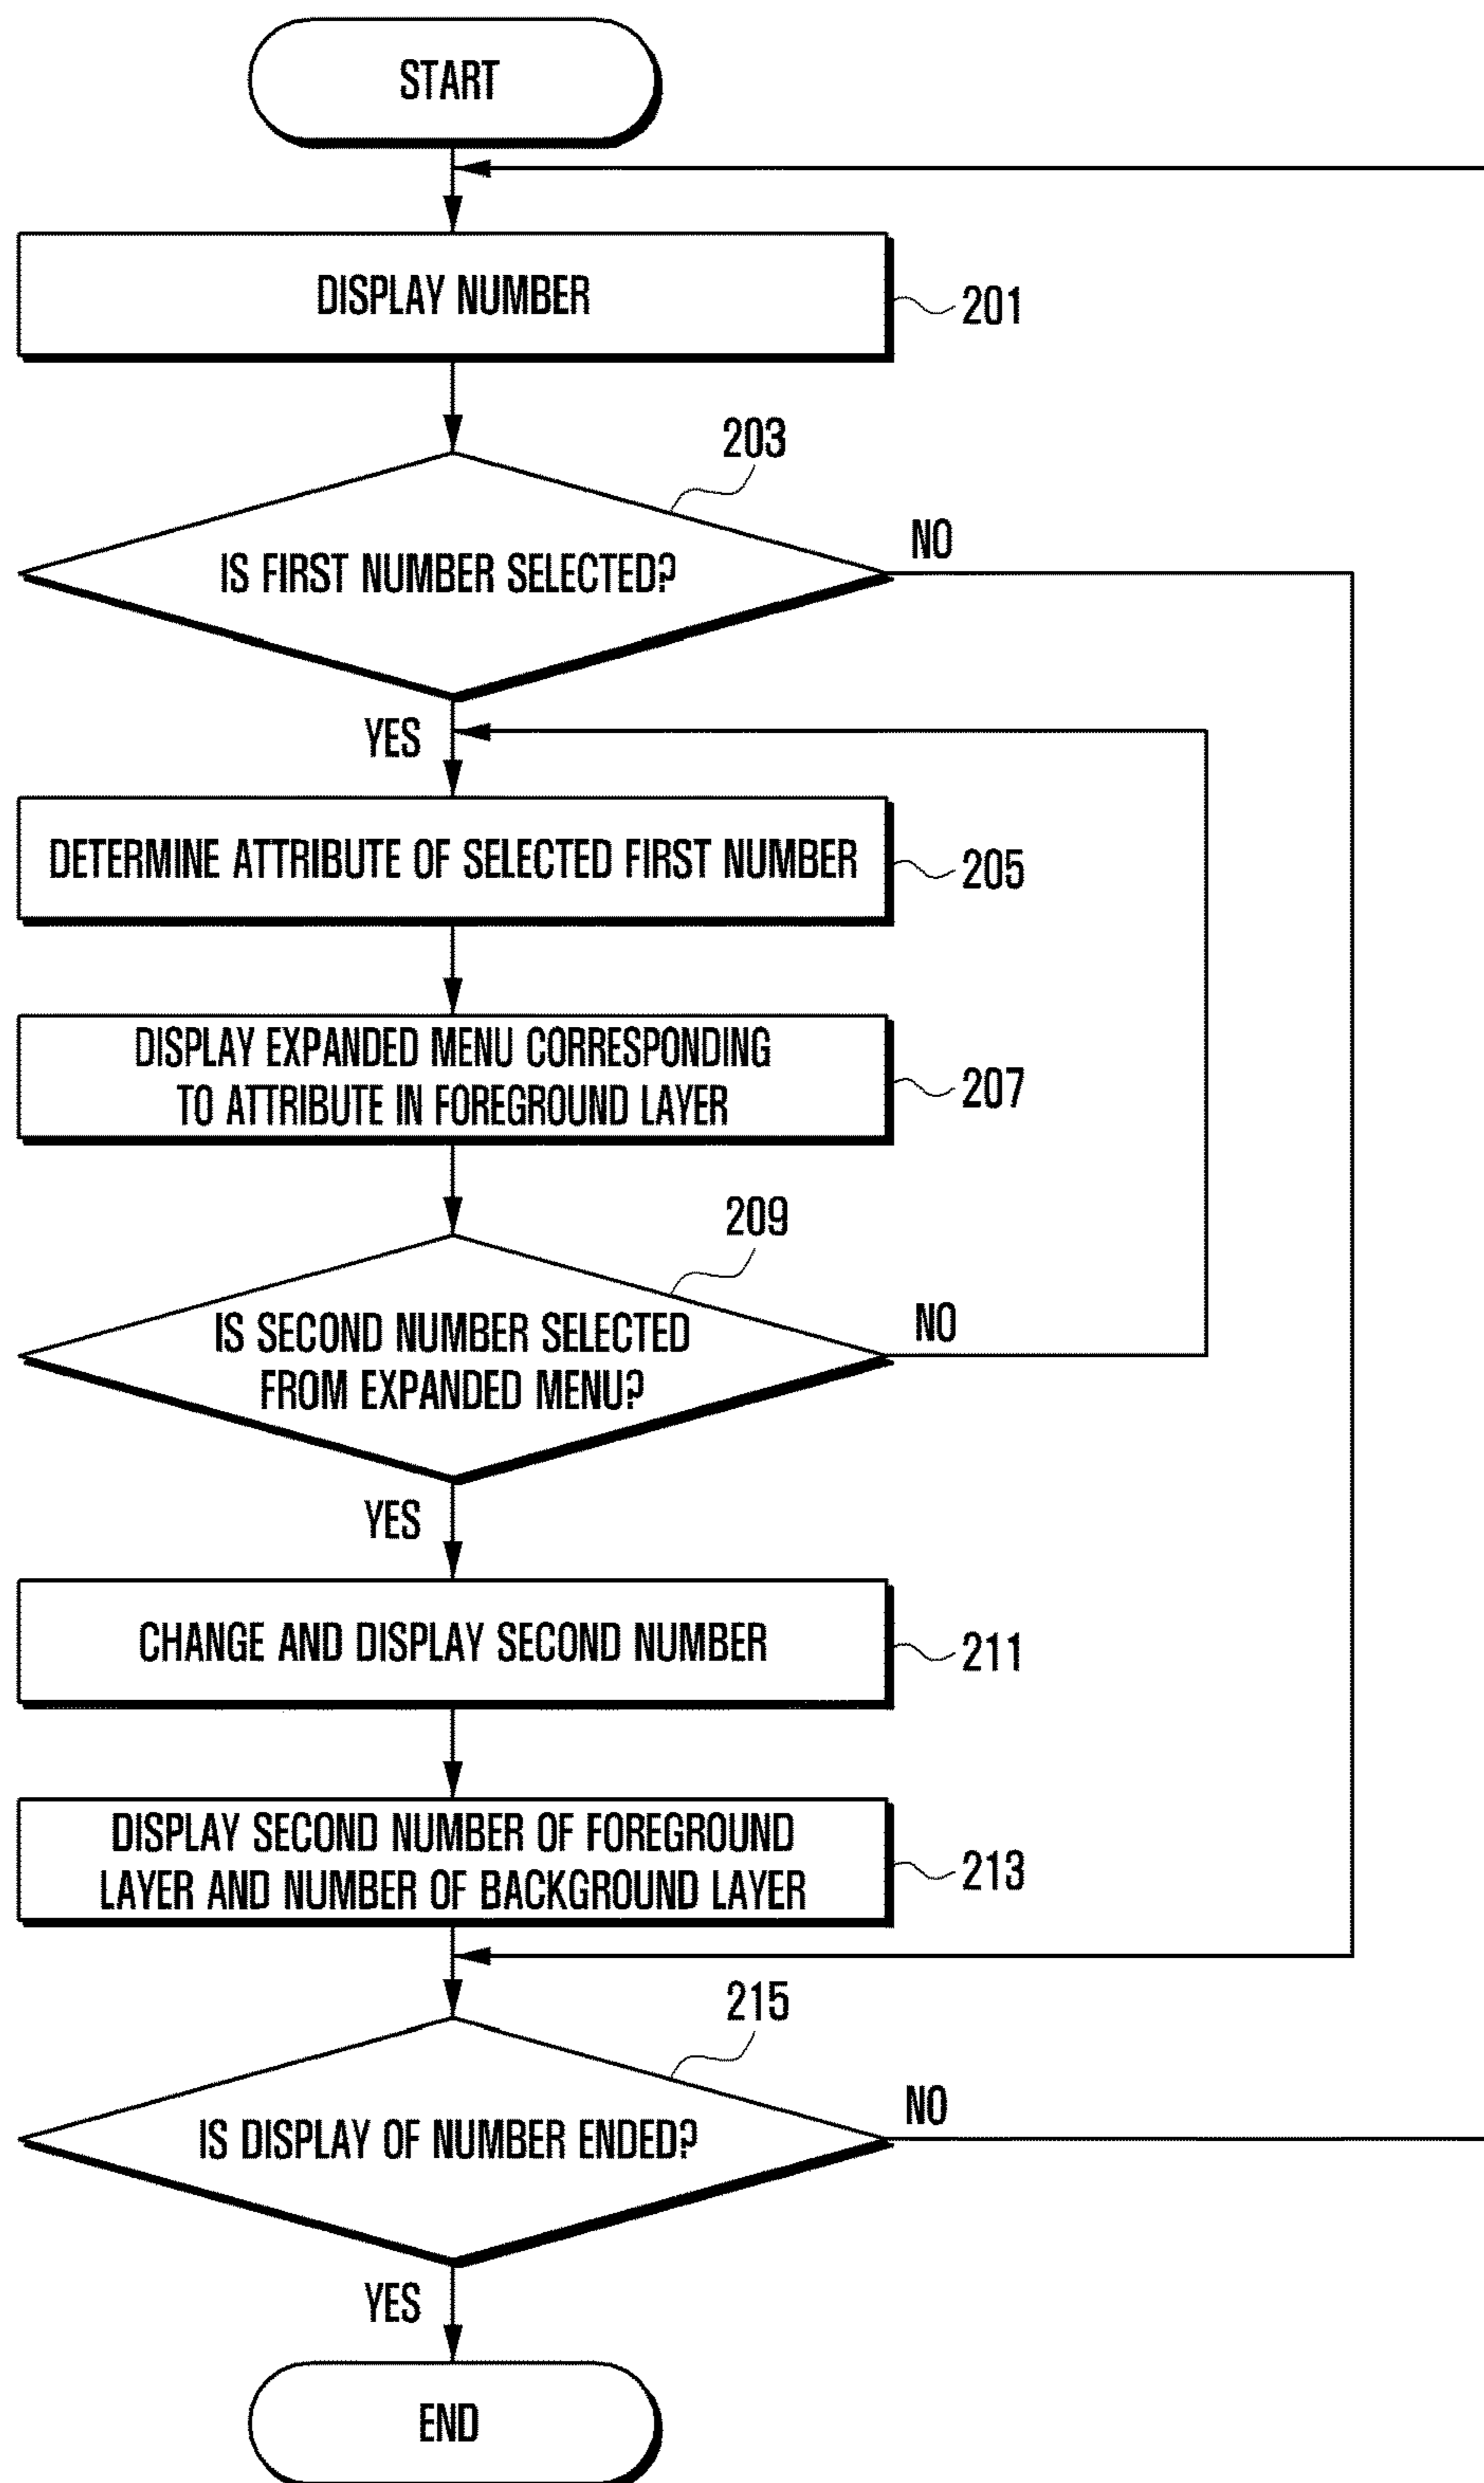 START
DISPLAY NUMBER
201
203
IS FIRST NUMBER SELECTED?
NO
YES
DETERMINE ATTRIBUTE OF SELECTED FIRST NUMBER
205
DISPLAY EXPANDED MENU CORRESPONDING
TO ATTRIBUTE IN FOREGROUND LAYER
207
209
IS SECOND NUMBER SELECTED
FROM EXPANDED MENU?
NO
YES
CHANGE AND DISPLAY SECOND NUMBER
211
DISPLAY SECOND NUMBER OF FOREGROUND
LAYER AND NUMBER OF BACKGROUND LAYER
213
215
IS DISPLAY OF NUMBER ENDED?
NO
YES
END